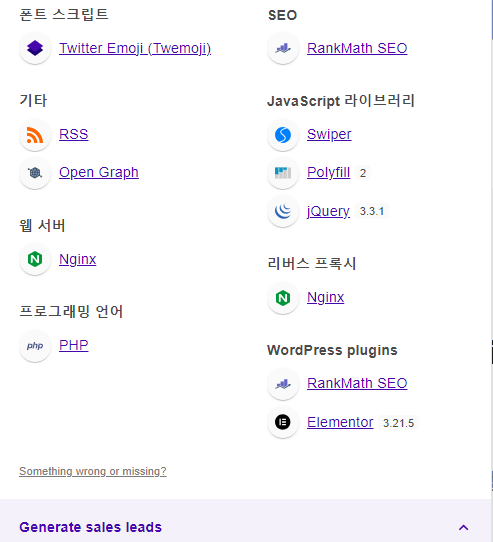 폰트 스크립트
Twitter Emoji (Twemoji)
기타
RSS
Open Graph
웹 서버
Nginx
프로그래밍 언어
php PHP
SEO
RankMath SEO
JavaScript 라이브러리
Swiper
Polyfill 2
jQuery 3.3.1
리버스 프록시
Nginx
WordPress plugins
RankMath SEO
Elementor 3.21.5
Something wrong or missing?
Generate sales leads